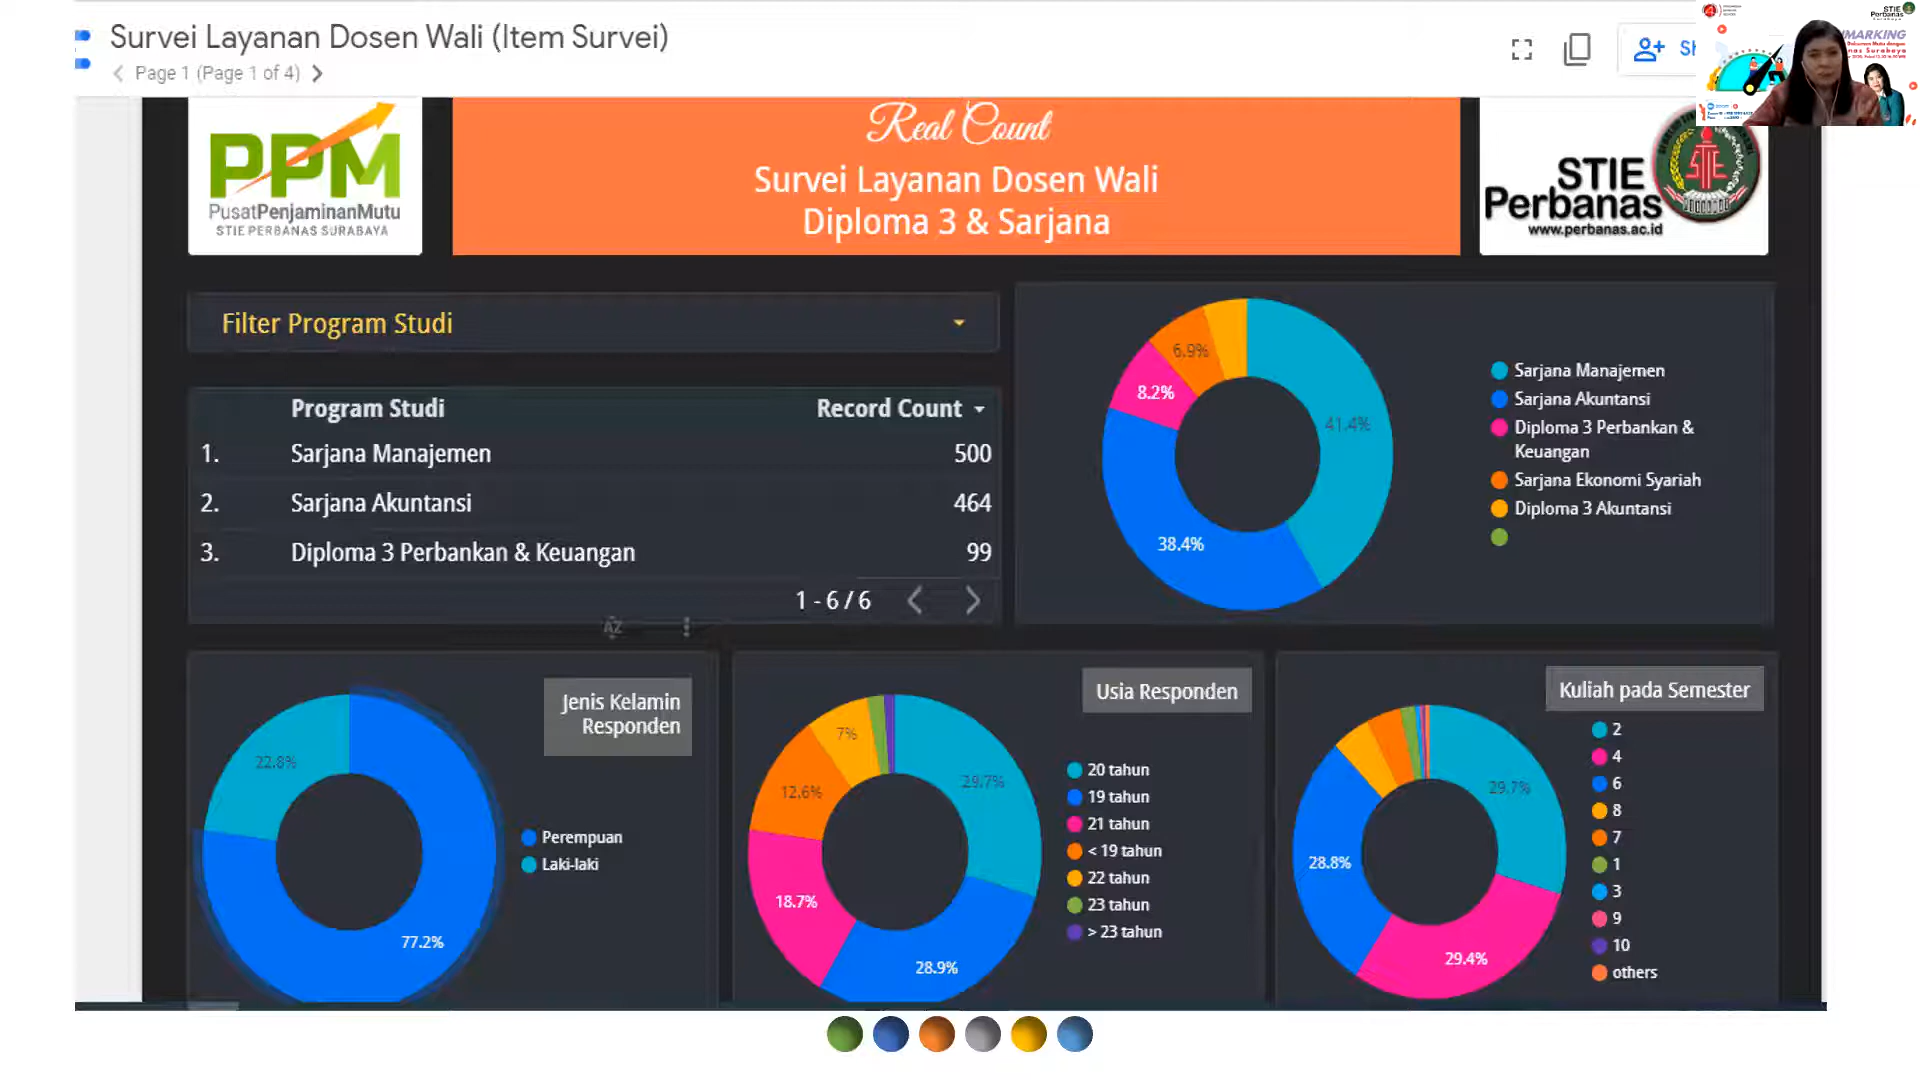 Survei Layanan Dosen Wali (Item Survei)
Page 1 (Page 1 of 4)
STIE
Perbanas
PPM
PusatPenjaminanMutu
STIE PERBANAS SURABAYA
Real Count
Survei Layanan Dosen Wali
Diploma 3 & Sarjana
STIE
Perbanas
www.perbanas.ac.id
STIE
Filter Program Studi
Program Studi Record Count
1. Sarjana Manajemen 500
2. Sarjana Akuntansi 464
3. Diploma 3 Perbankan & Keuangan 99
1 - 6 / 6
AZ
6.9%
8.2%
41.4%
38.4%
Sarjana Manajemen
Sarjana Akuntansi
Diploma 3 Perbankan &
Keuangan
Sarjana Ekonomi Syariah
Diploma 3 Akuntansi
Jenis Kelamin
Responden
22.8%
77.2%
Perempuan
Laki-laki
Usia Responden
7%
29.7%
12.6%
18.7%
28.9%
20 tahun
19 tahun
21 tahun
< 19 tahun
22 tahun
23 tahun
> 23 tahun
Kuliah pada Semester
29.7%
28.8%
29.4%
2
4
6
8
7
1
3
9
10
others